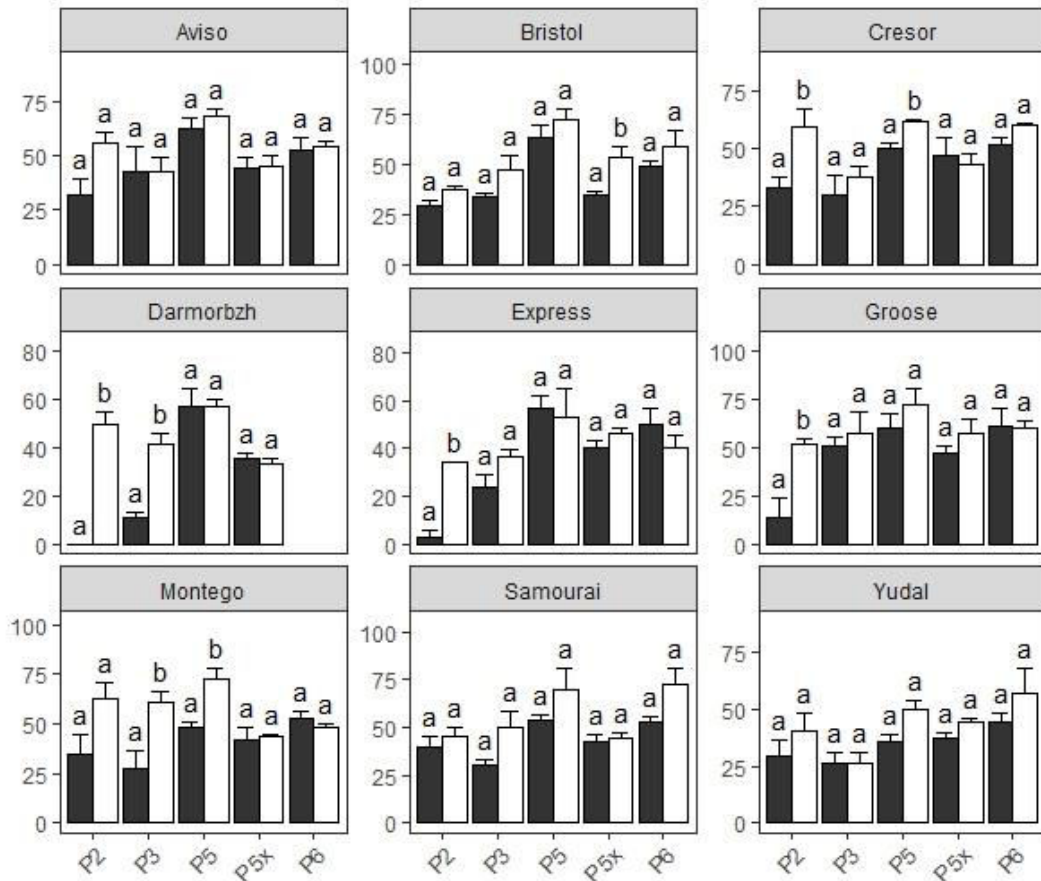 Aviso Bristol Cresor
100
75 75 75
50 50 50
25 25 25
0 0 0
a a a a a a a a a a
a a a a a a a b a a
a b a a a b a a a a
Darmorbzh Express Groose
80 80 100
60 60 75
40 40 50
20 20 25
0 0 0
a b a b a a a a
a b a a a a a a a a
a b a a a a a a a a
Montego Samourai Yudal
100 100
75 75 75
50 50 50
25 25 25
0 0 0
a a a b a b a a a a
a a a a a a a a a a
a a a a a a a a a a
P2 P3 P5 P5x P6 P2 P3 P5 P5x P6 P2 P3 P5 P5x P6